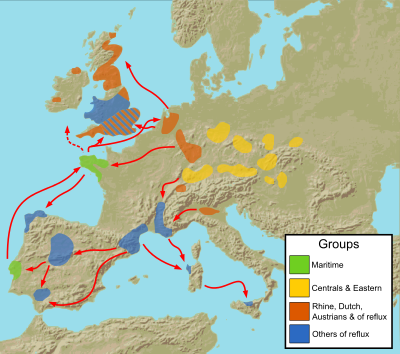 Groups
Maritime
Centrals & Eastern
Rhine, Dutch,
Austrians & of reflux
Others of reflux